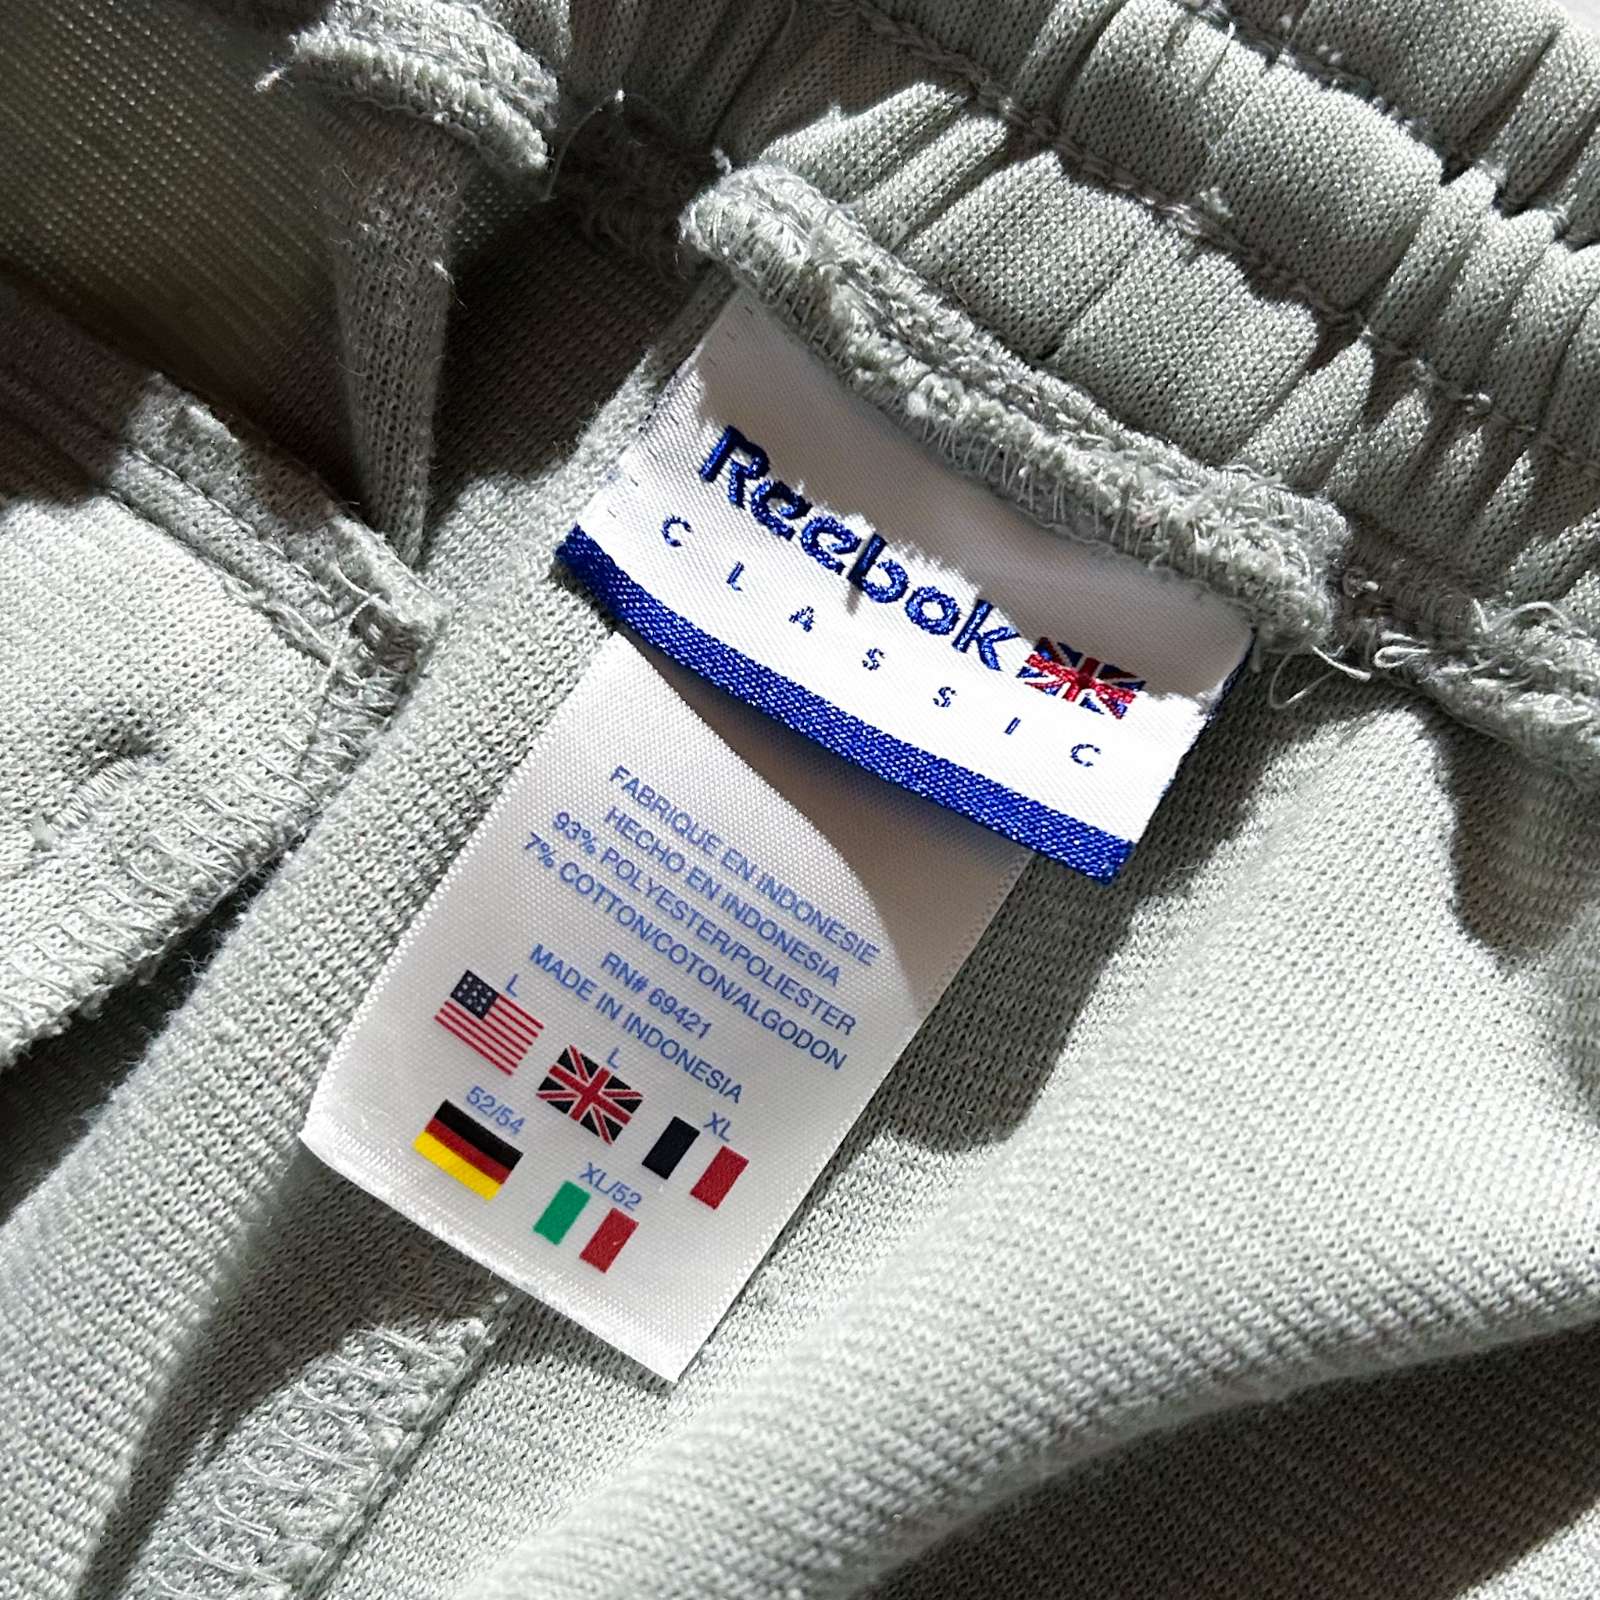 Reebok
CLASSIC
FABRIQUE EN INDONESIE
HECHO EN INDONESIA
93% POLYESTER/POLIESTER
7% COTTON/COTON/ALGODON
RN# 69421
MADE IN INDONESIA
L
L
XL
52/54
XL/52